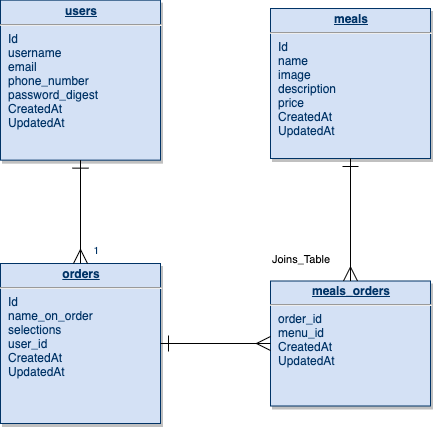 users
Id
username
email
phone_number
password_digest
CreatedAt
UpdatedAt
meals
Id
name
image
description
price
CreatedAt
UpdatedAt
1
Joins_Table
orders
Id
name_on_order
selections
user_id
CreatedAt
UpdatedAt
meals_orders
order_id
menu_id
CreatedAt
UpdatedAt